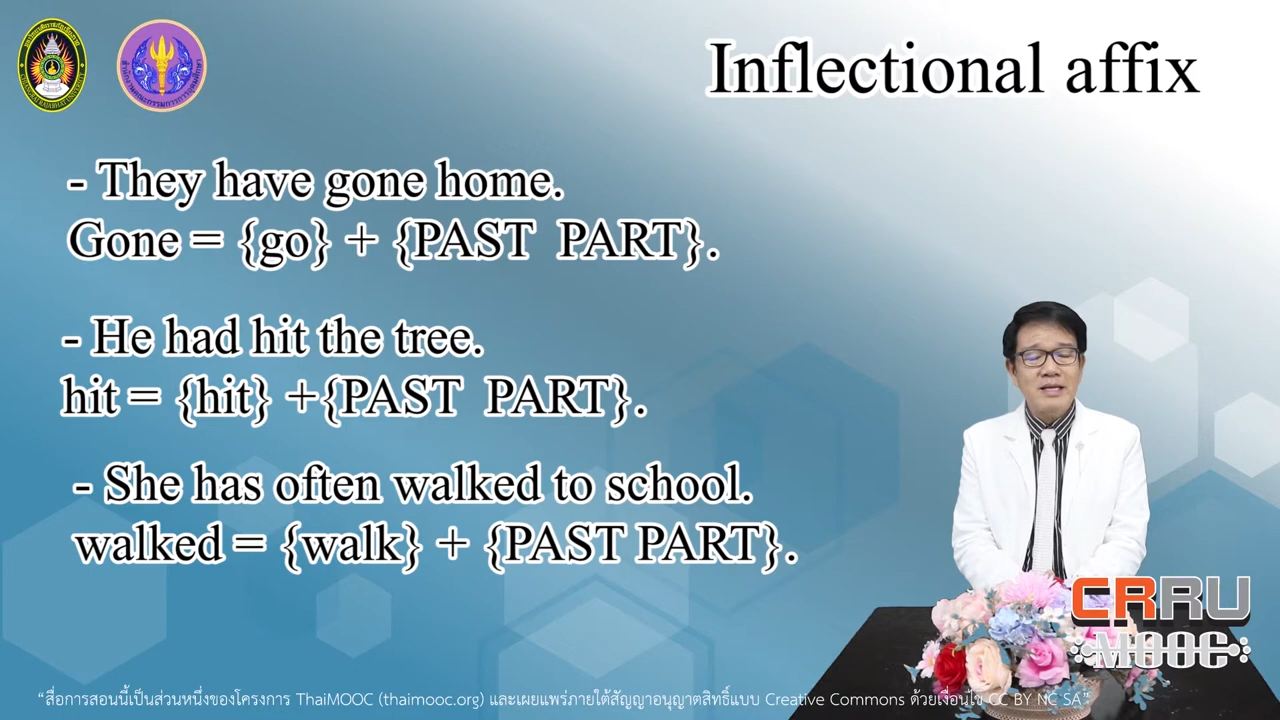 Inflectional affix
- They have gone home.
Gone = {go} + {PAST PART}.
- He had hit the tree.
hit = {hit} +{PAST PART}.
- She has often walked to school.
walked = {walk} + {PAST PART}.
CRRU
MOOC
“สื่อการสอนนี้เป็นส่วนหนึ่งของโครงการ ThaiMOOC (thaimooc.org) และเผยแพร่ภายใต้สัญญาอนุญาตสิทธิ์แบบ Creative Commons ด้วยเงื่อนไข CC BY NC SA”